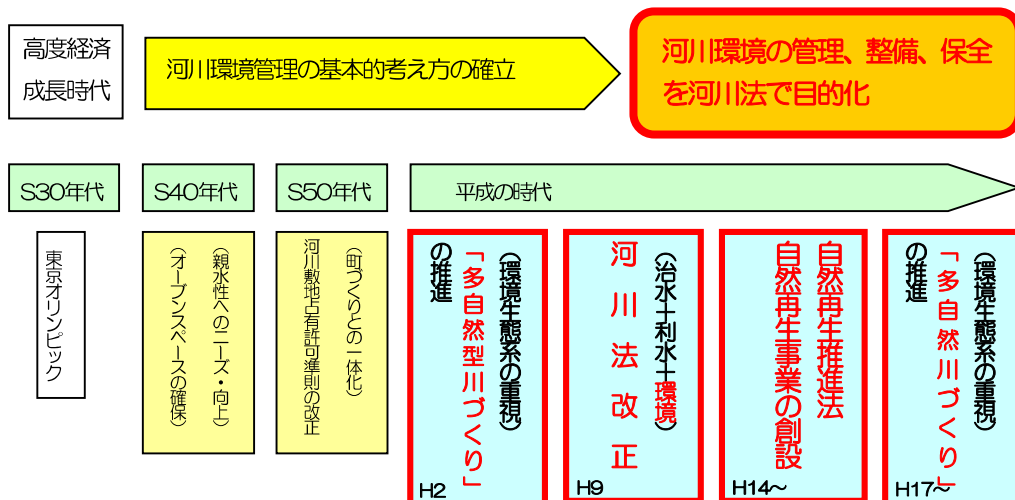 高度経済
成長時代
河川環境管理の基本的考え方の確立
河川環境の管理、整備、保全
を河川法で目的化
S30年代
S40年代
S50年代
平成の時代
東京オリンピック
(親水性へのニーズ・向上)
(オープンスペースの確保)
(町づくりとの一体化)
河川敷地占有許可準則の改正
(環境生態系の重視)
「多自然型川づくり」
の推進
H2
(治水+利水+環境)
河川法改正
H9
自然再生推進法
自然再生事業の創設
H14～
(環境生態系の重視)
「多自然川づくり」
の推進
H17～